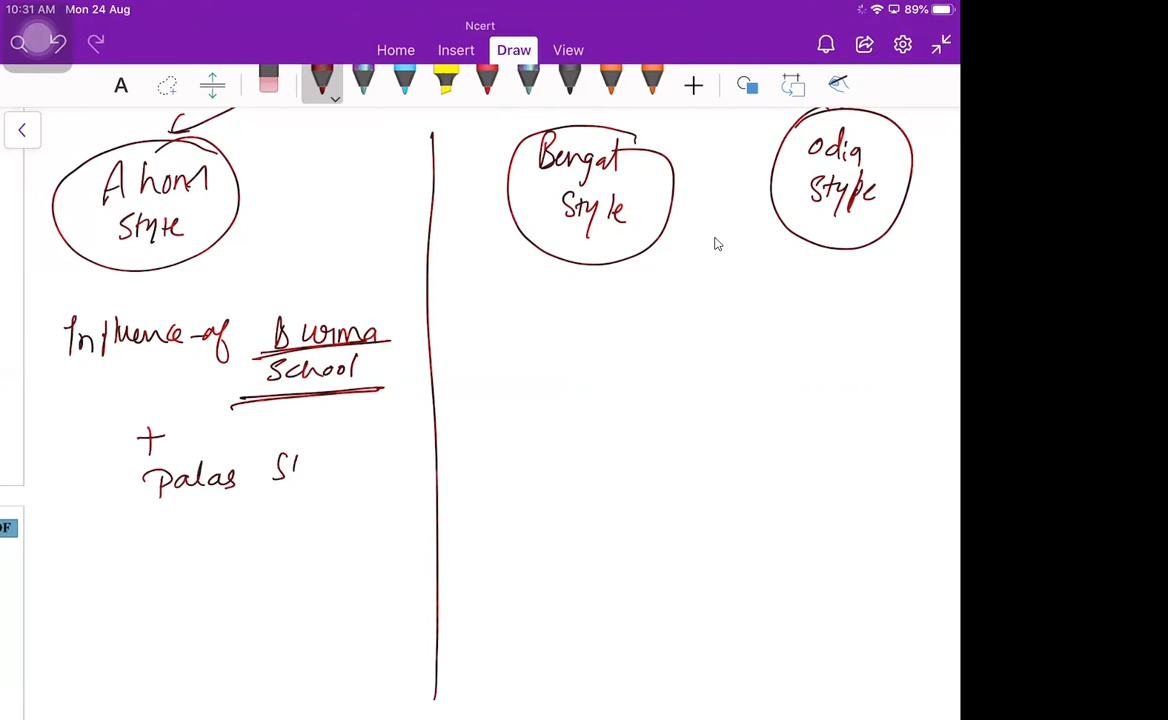 10:31 AM Mon 24 Aug
89%
Ncert
Home Insert Draw View
A
Ahom
Style
Bengal
Style
Odia
Style
Influence of Burma
School
+
Palas